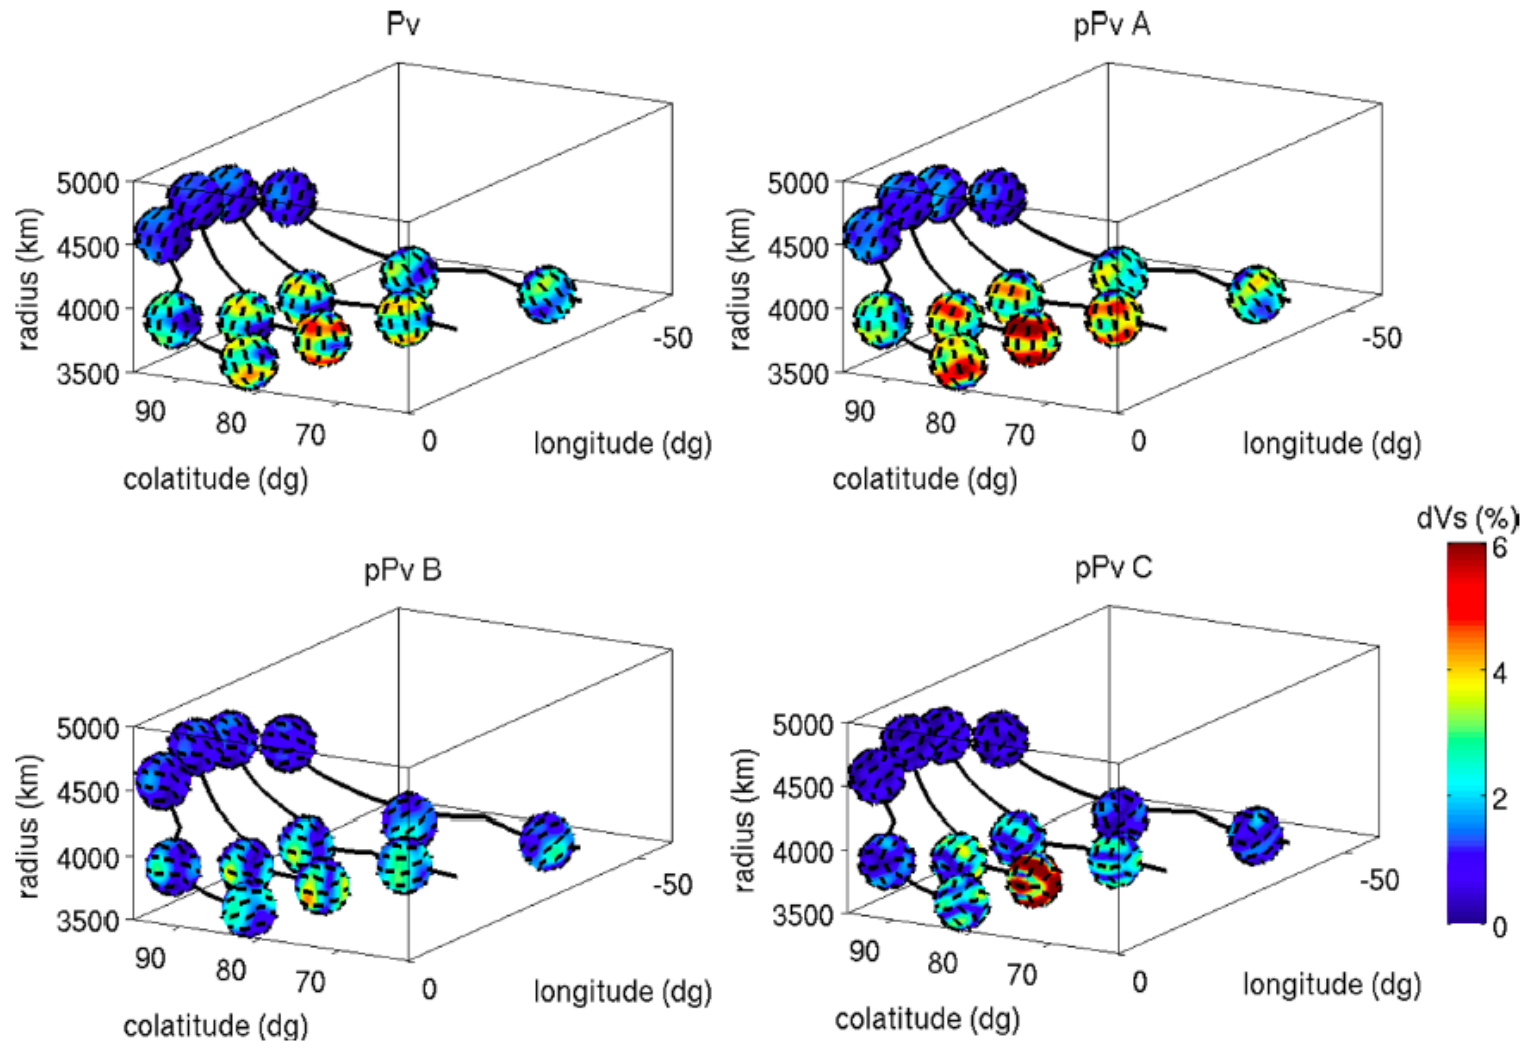 Pv
5000
4500
4000
3500
radius (km)
90
80
70
0
-50
colatitude (dg)
longitude (dg)
pPv A
5000
4500
4000
3500
radius (km)
90
80
70
0
-50
colatitude (dg)
longitude (dg)
pPv B
5000
4500
4000
3500
radius (km)
90
80
70
0
-50
colatitude (dg)
longitude (dg)
pPv C
5000
4500
4000
3500
radius (km)
90
80
70
0
-50
colatitude (dg)
longitude (dg)
dVs (%)
6
4
2
0